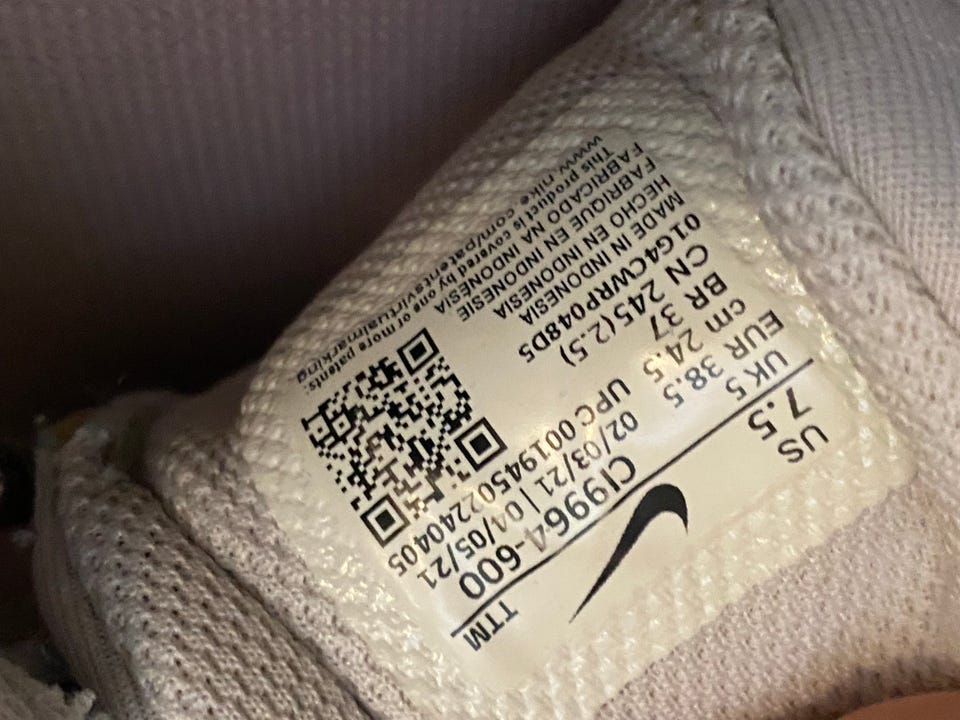 US
7.5
UK 5
EUR 38.5
cm 24.5
BR 37
CN 245(2.5)
TTM
CI9964-600
02/03/21 | 04/05/21
UPC 00194502240405
01G4CWRP048D5
MADE IN INDONESIA
HECHO EN INDONESIA
FABRIQUE EN INDONÉSIE
FABRICADO NA INDONÉSIA
This product is covered by one or more patents:
www.nike.com/patentsvirtualmarking.